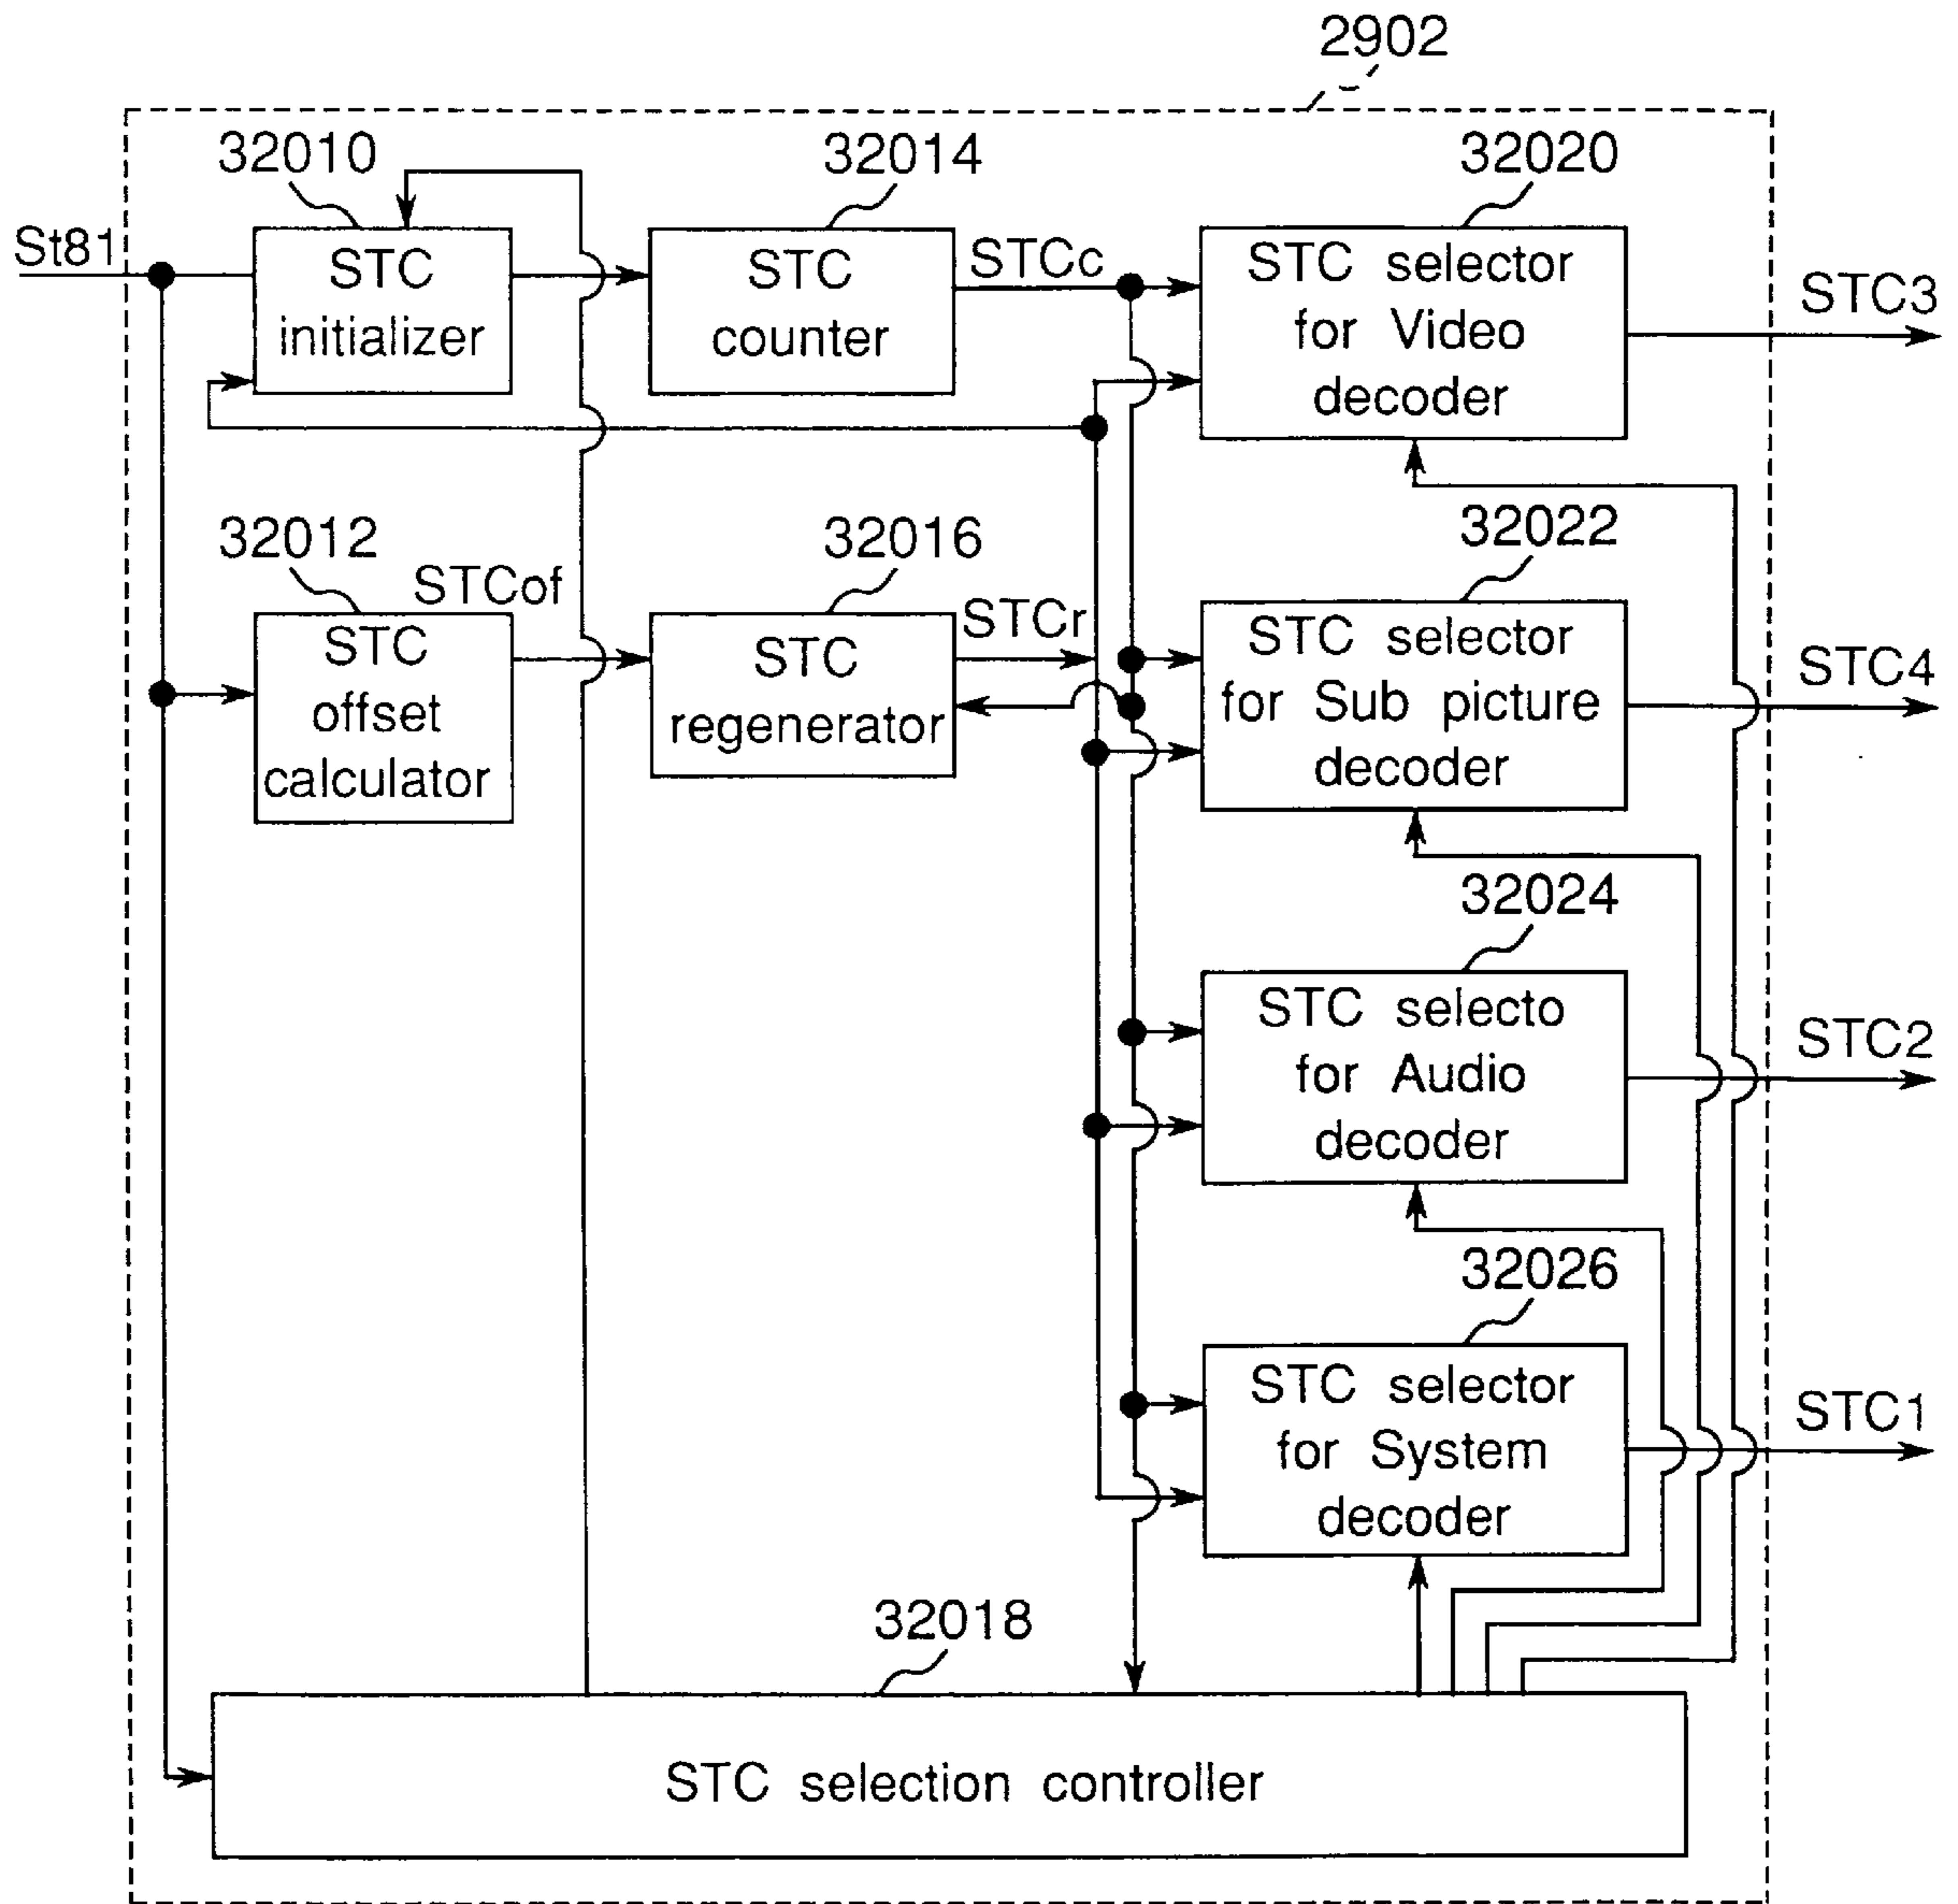 2902
32010
32014
32020
St81
STC
initializer
STC
counter
STCc
STC selector
for Video
decoder
STC3
32012
STCof
32016
32022
STC
offset
calculator
STC
regenerator
STCr
STC selector
for Sub picture
decoder
STC4
32024
STC selecto
for Audio
decoder
STC2
32026
STC selector
for System
decoder
STC1
32018
STC selection controller